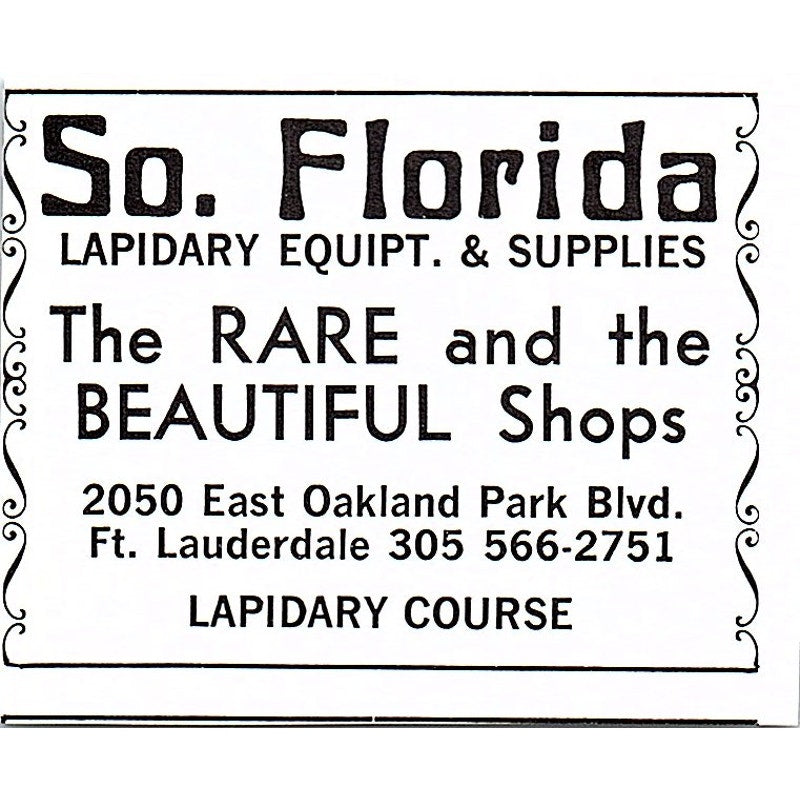 So. Florida
LAPIDARY EQUIPT. & SUPPLIES
The RARE and the
BEAUTIFUL Shops
2050 East Oakland Park Blvd.
Ft. Lauderdale 305 566-2751
LAPIDARY COURSE